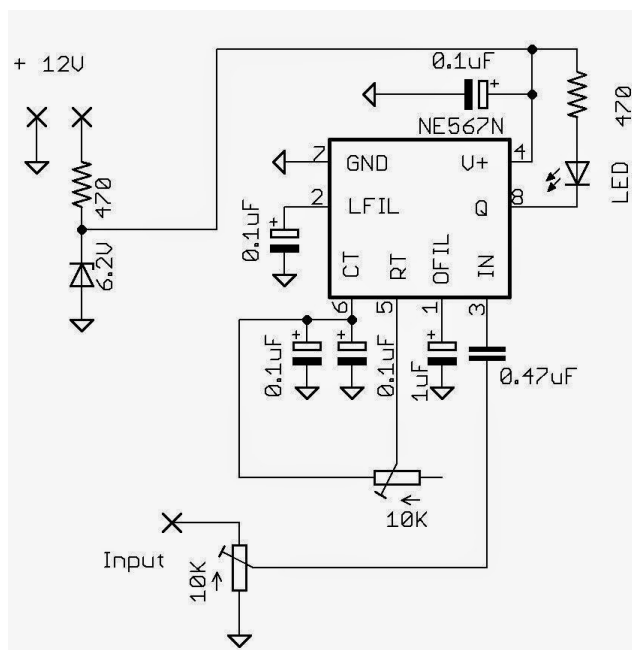 + 12V
0.1uF
NE567N
470
7 GND
V+ 4
470
LED
2 LFIL
Q 8
0.1uF
6.2V
CT
RT
OFIL
IN
6
5
1
3
0.1uF
0.1uF
1uF
0.47uF
10K
Input
10K